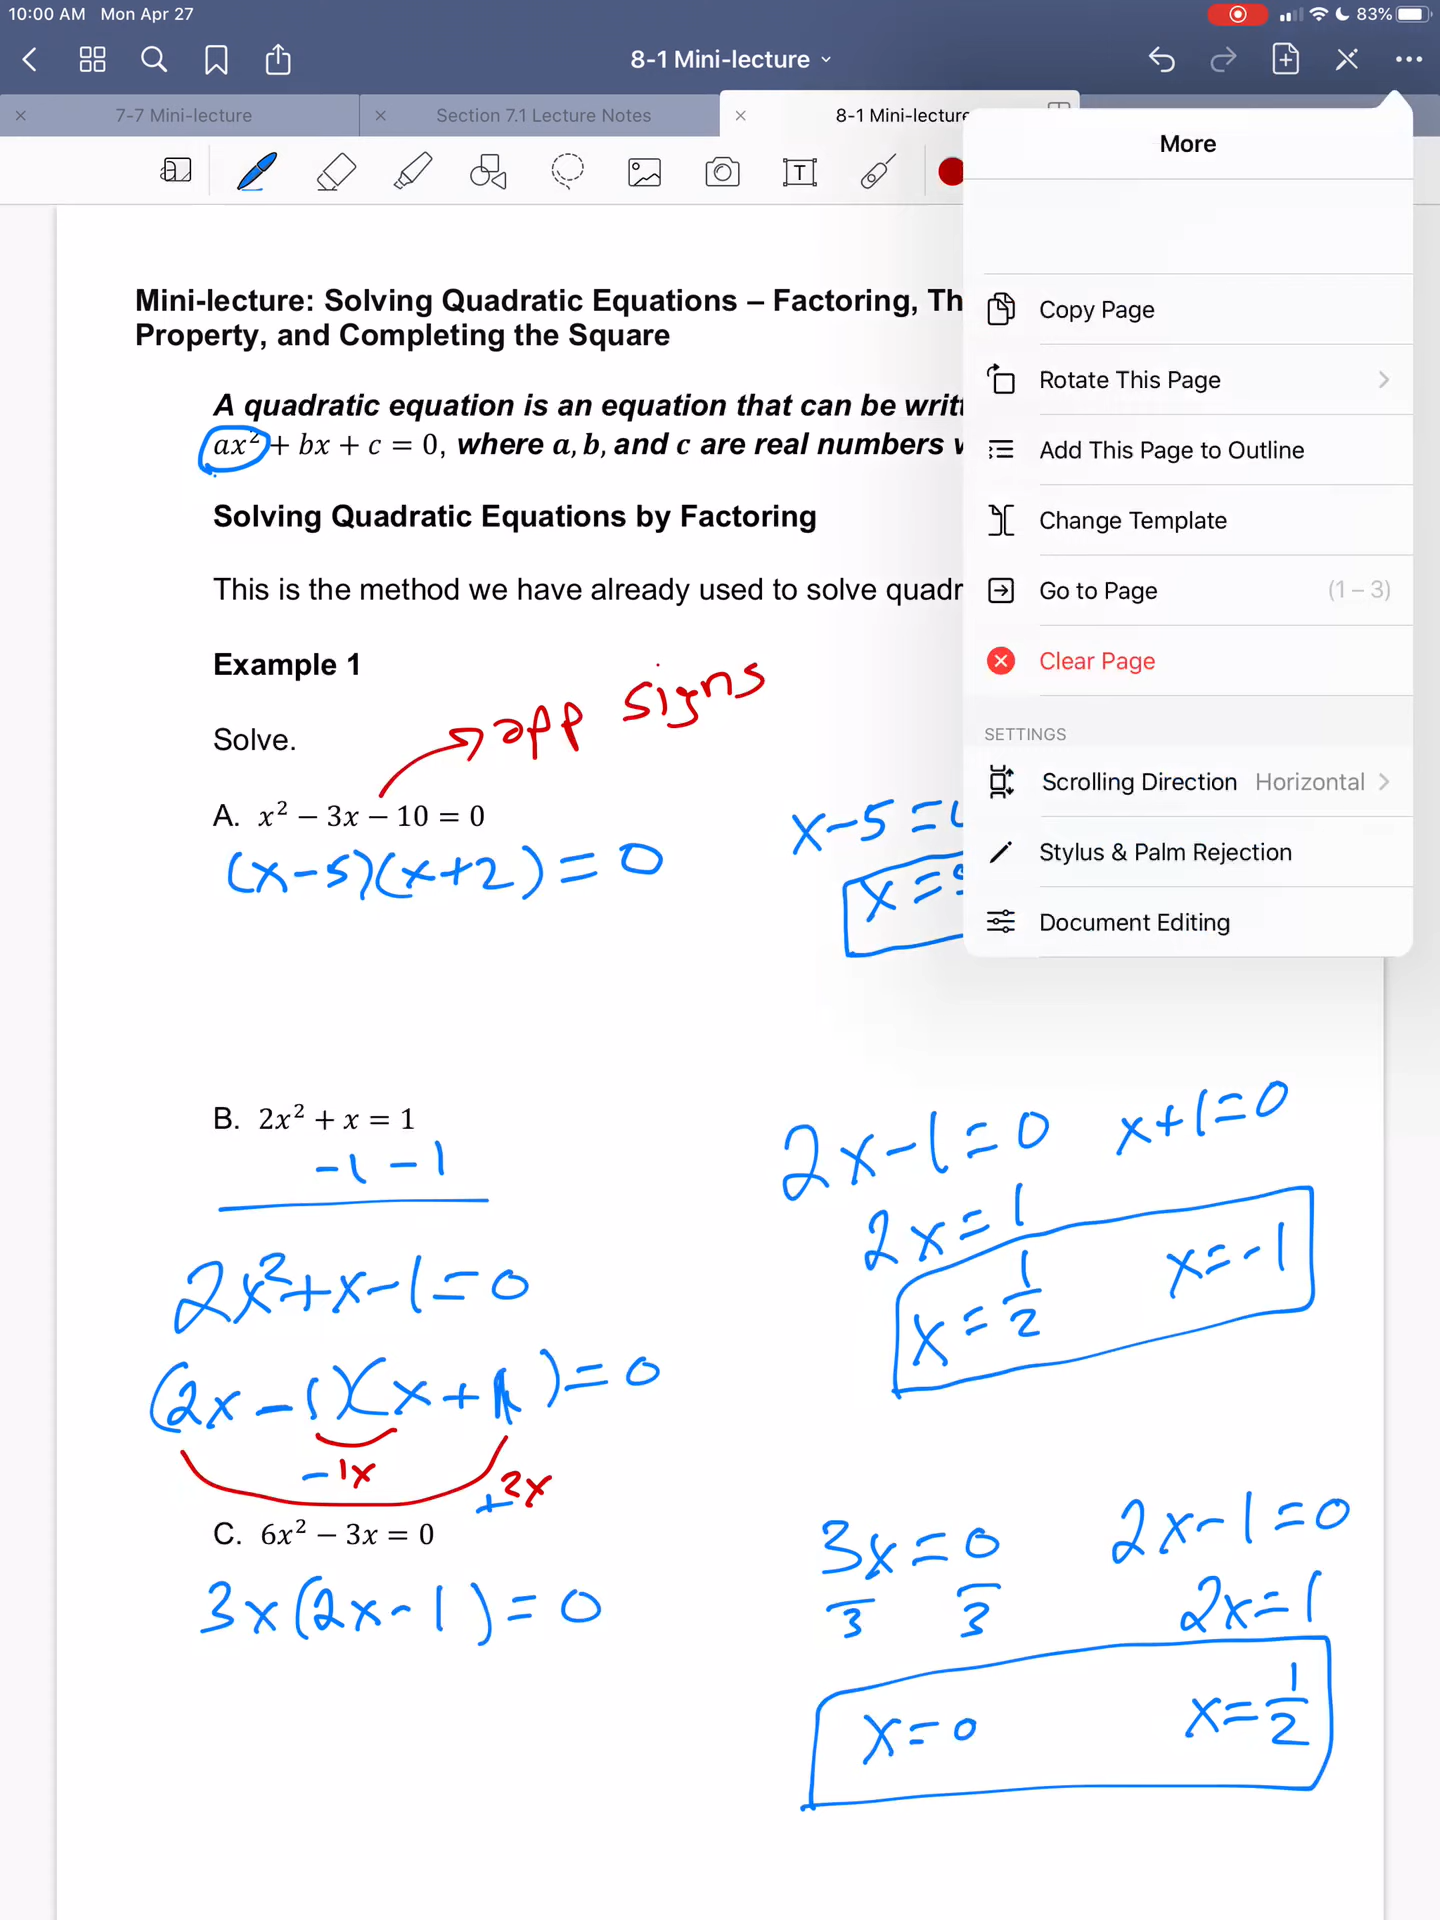 10:00 AM Mon Apr 27
83%
8-1 Mini-lecture
7-7 Mini-lecture
Section 7.1 Lecture Notes
8-1 Mini-lecture
More
Copy Page
Rotate This Page
Add This Page to Outline
Change Template
Go to Page (1 – 3)
Clear Page
SETTINGS
Scrolling Direction Horizontal
Stylus & Palm Rejection
Document Editing
Mini-lecture: Solving Quadratic Equations – Factoring, Th
Property, and Completing the Square
A quadratic equation is an equation that can be writ
ax² + bx + c = 0, where a, b, and c are real numbers
Solving Quadratic Equations by Factoring
This is the method we have already used to solve quadr
Example 1
opp signs
Solve.
A. x² − 3x − 10 = 0
(x-5)(x+2) = 0
x-5=
x=
B. 2x² + x = 1
-1 -1
2x²+x-1=0
(2x-1)(x+1)=0
-1x
+2x
2x-1=0 x+1=0
2x=1
x=1/2 x=-1
C. 6x² − 3x = 0
3x(2x-1)=0
3x=0 2x-1=0
3 3 2x=1
x=0 x=1/2